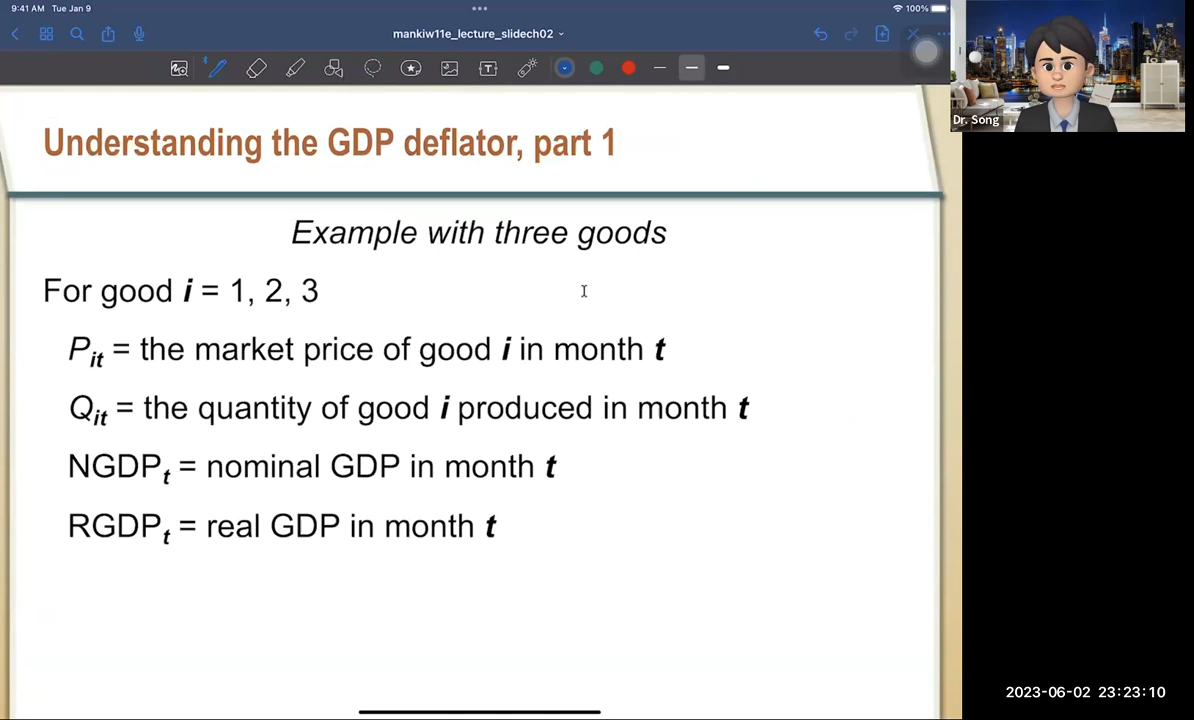 9:41 AM Tue Jan 9
100%
mankiw11e_lecture_slidech02
Dr. Song
Understanding the GDP deflator, part 1
Example with three goods
For good i = 1, 2, 3
Pit = the market price of good i in month t
Qit = the quantity of good i produced in month t
NGDPt = nominal GDP in month t
RGDPt = real GDP in month t
2023-06-02 23:23:10